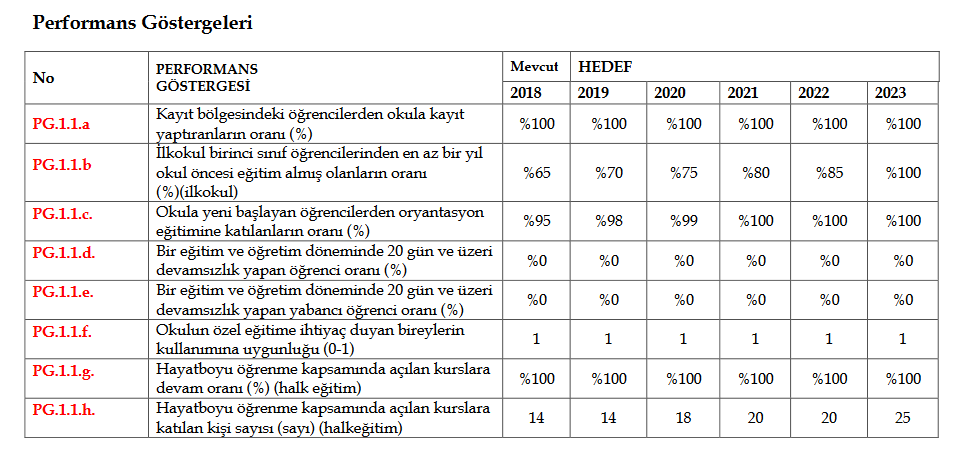 Performans Göstergeleri
No PERFORMANS GÖSTERGESİ Mevcut HEDEF
2018 2019 2020 2021 2022 2023
PG.1.1.a Kayıt bölgesindeki öğrencilerden okula kayıt
yaptıranların oranı (%) %100 %100 %100 %100 %100 %100
PG.1.1.b İlkokul birinci sınıf öğrencilerinden en az bir yıl
okul öncesi eğitim almış olanların oranı
(%)(ilkokul) %65 %70 %75 %80 %85 %100
PG.1.1.c. Okula yeni başlayan öğrencilerden oryantasyon
eğitimine katılanların oranı (%) %95 %98 %99 %100 %100 %100
PG.1.1.d. Bir eğitim ve öğretim döneminde 20 gün ve üzeri
devamsızlık yapan öğrenci oranı (%) %0 %0 %0 %0 %0 %0
PG.1.1.e. Bir eğitim ve öğretim döneminde 20 gün ve üzeri
devamsızlık yapan yabancı öğrenci oranı (%) %0 %0 %0 %0 %0 %0
PG.1.1.f. Okulun özel eğitime ihtiyaç duyan bireylerin
kullanımına uygunluğu (0-1) 1 1 1 1 1 1
PG.1.1.g. Hayatboyu öğrenme kapsamında açılan kurslara
devam oranı (%) (halk eğitim) %100 %100 %100 %100 %100 %100
PG.1.1.h. Hayatboyu öğrenme kapsamında açılan kurslara
katılan kişi sayısı (sayı) (halkeğitim) 14 14 18 20 20 25